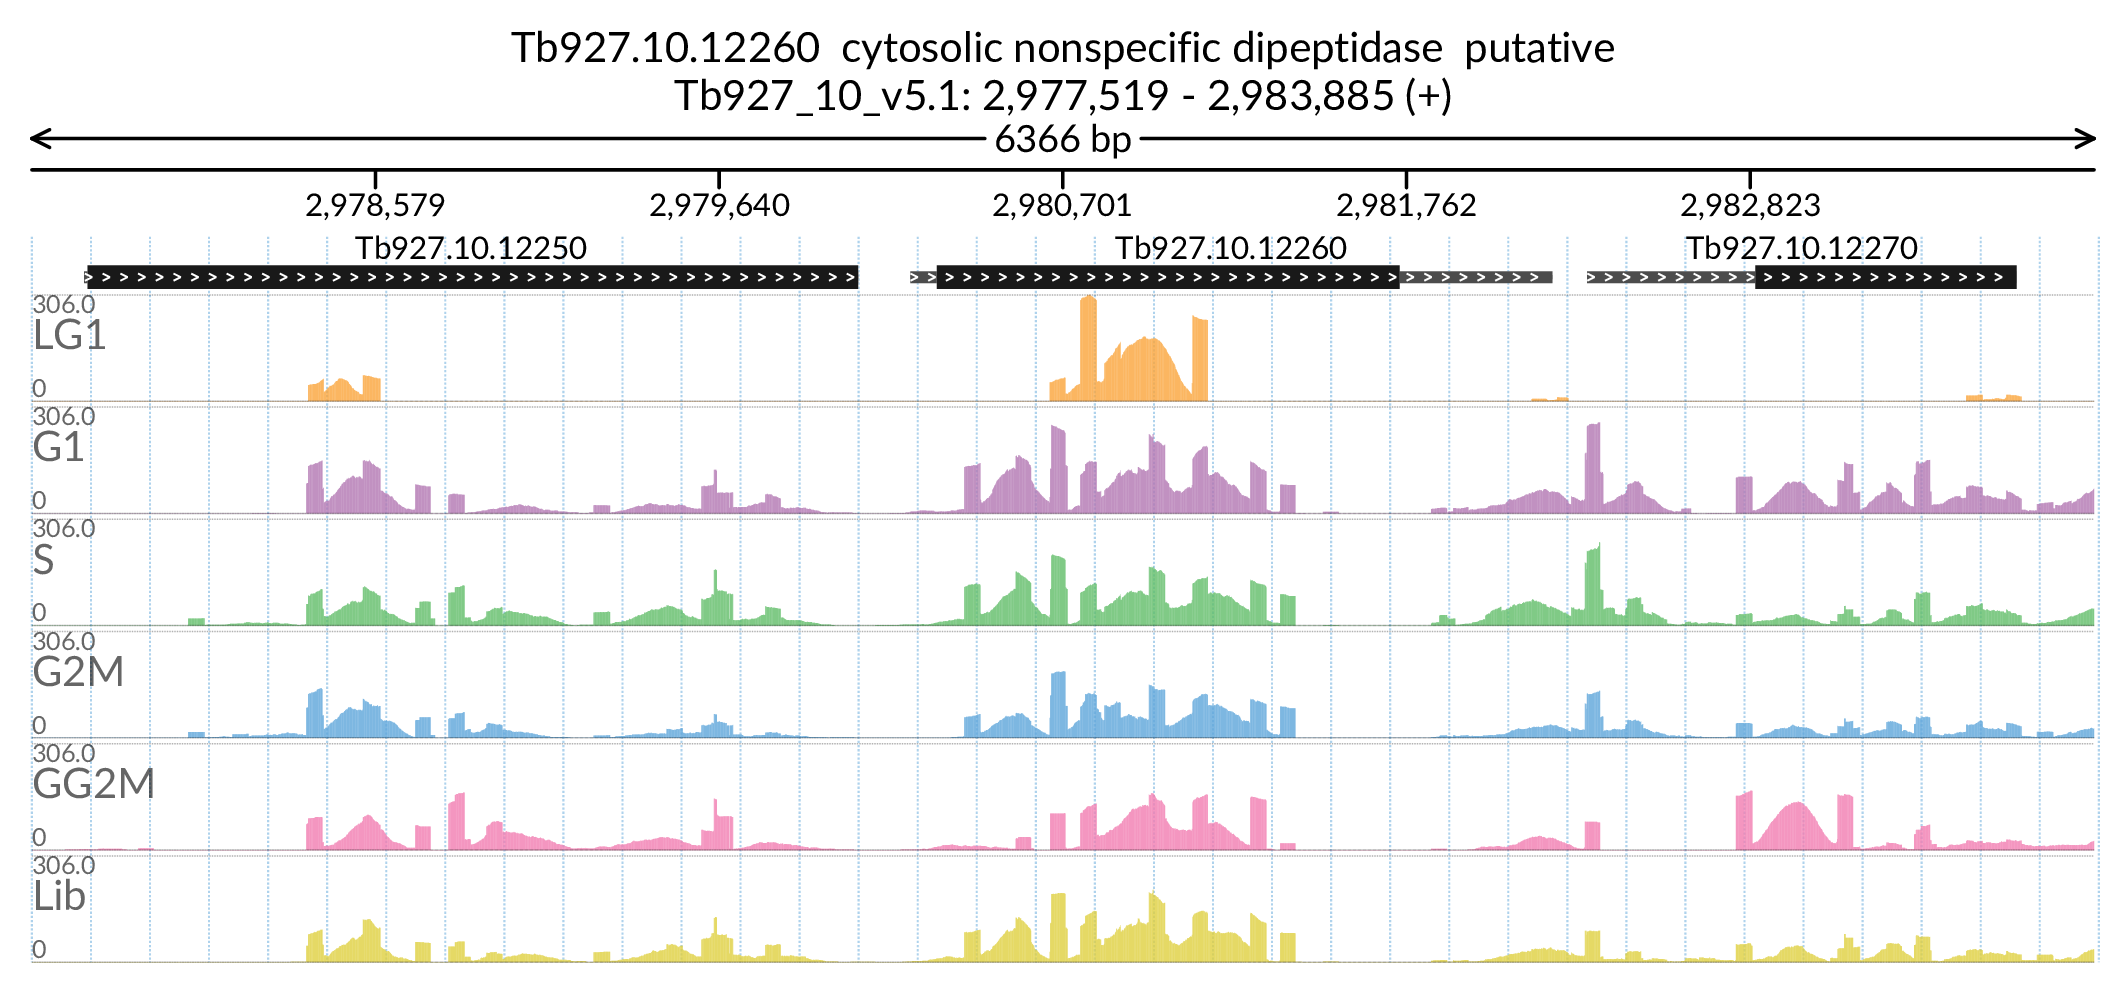 Tb927.10.12260  cytosolic nonspecific dipeptidase  putative
Tb927_10_v5.1: 2,977,519 - 2,983,885 (+)
6366 bp
2,978,579 2,979,640 2,980,701 2,981,762 2,982,823
Tb927.10.12250 Tb927.10.12260 Tb927.10.12270
306.0
LG1
0
306.0
G1
0
306.0
S
0
306.0
G2M
0
306.0
GG2M
0
306.0
Lib
0